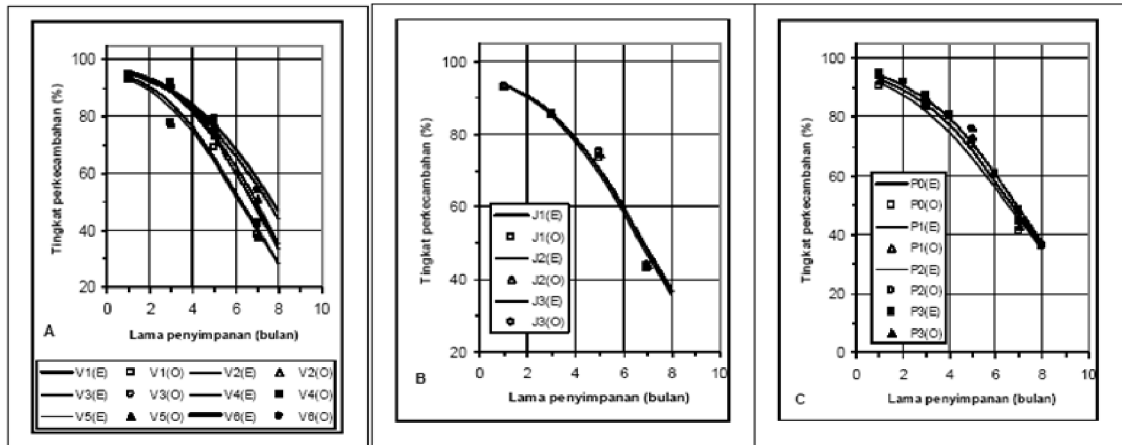 Tingkat perkecambahan (%)
100
80
60
40
20
0 2 4 6 8 10
A
Lama penyimpanan (bulan)
V1(E) V1(O) V2(E) V2(O)
V3(E) V3(O) V4(E) V4(O)
V5(E) V5(O) V6(E) V6(O)
Tingkat perkecambahan (%)
100
80
60
40
20
J1(E)
J1(O)
J2(E)
J2(O)
J3(E)
J3(O)
0 2 4 6 8 10
B
Lama penyimpanan (bulan)
Tingkat perkecambahan (%)
100
80
60
40
20
0
P0(E)
P0(O)
P1(E)
P1(O)
P2(E)
P2(O)
P3(E)
P3(O)
0 2 4 6 8 10
C
Lama penyimpanan (bulan)